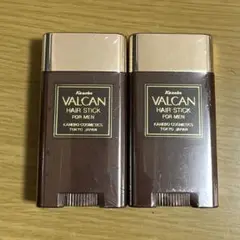 Kanebo
VALCAN
HAIR STICK
FOR MEN
KANEBO COSMETICS
TOKYO JAPAN
Kanebo
VALCAN
HAIR STICK
FOR MEN
KANEBO COSMETICS
TOKYO JAPAN